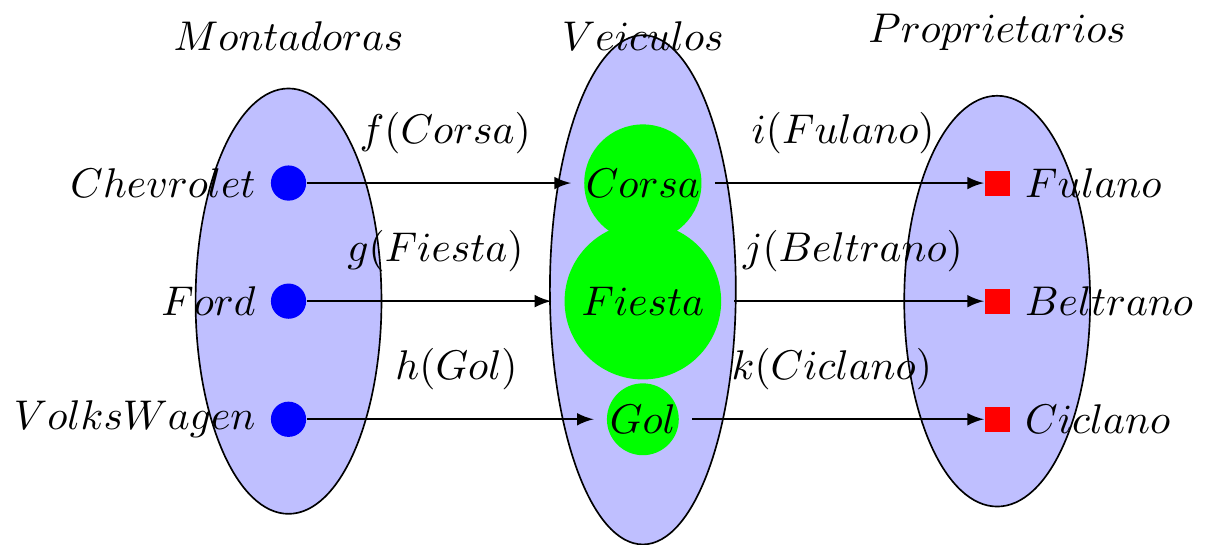 Montadoras
Veiculos
Proprietarios
f(Corsa)
i(Fulano)
Chevrolet
Corsa
Fulano
g(Fiesta)
j(Beltrano)
Ford
Fiesta
Beltrano
h(Gol)
k(Ciclano)
VolksWagen
Gol
Ciclano